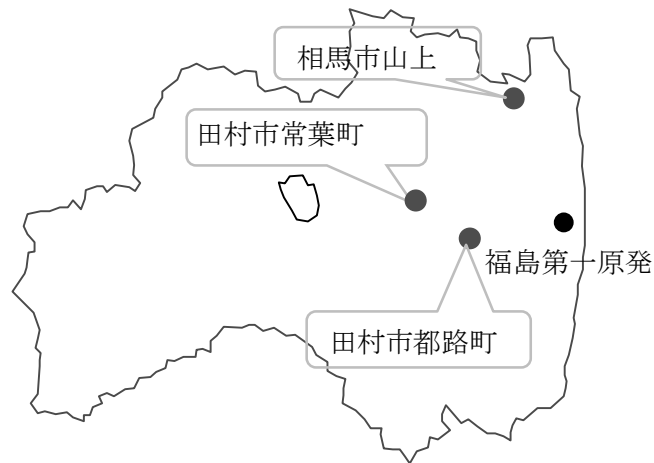 相馬市山上
田村市常葉町
福島第一原発
田村市都路町